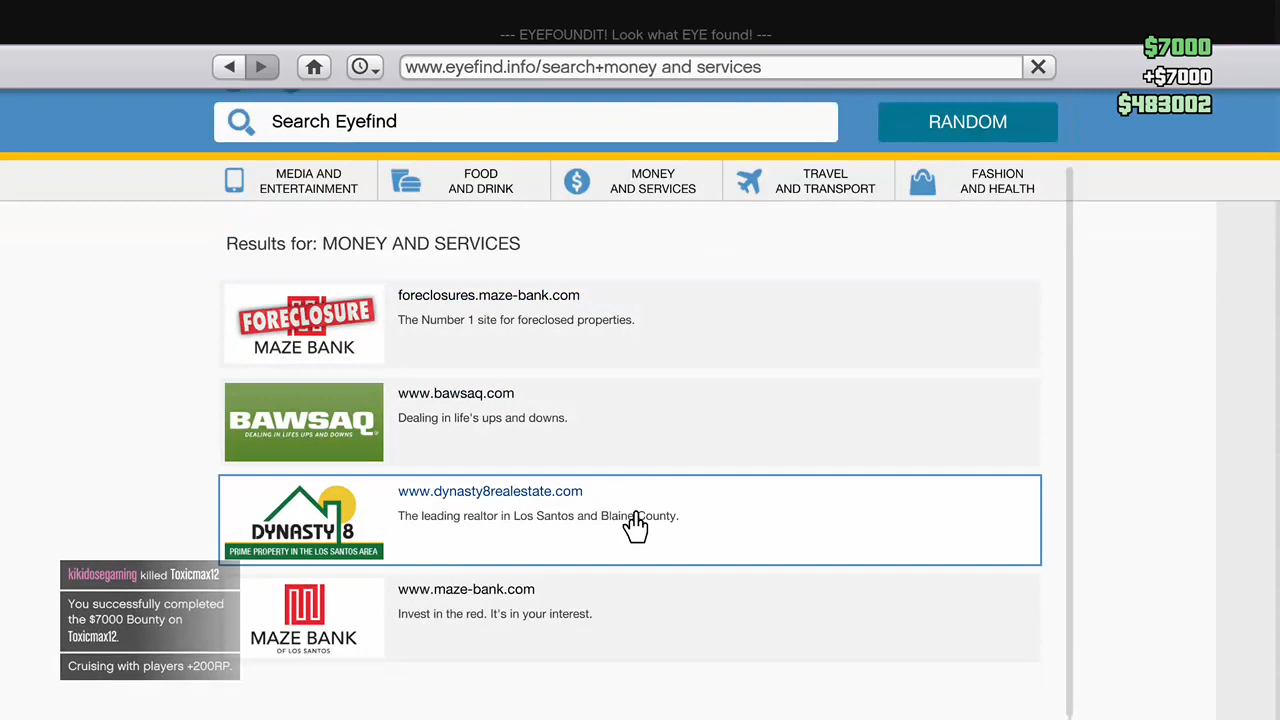 --- EYEFOUNDIT! Look what EYE found! ---
www.eyefind.info/search+money and services
$7000
+$7000
$483002
Search Eyefind
RANDOM
MEDIA AND
ENTERTAINMENT
FOOD
AND DRINK
MONEY
AND SERVICES
TRAVEL
AND TRANSPORT
FASHION
AND HEALTH
Results for: MONEY AND SERVICES
FORECLOSURE
MAZE BANK
foreclosures.maze-bank.com
The Number 1 site for foreclosed properties.
BAWSAQ
DEALING IN LIFES UPS AND DOWNS
www.bawsaq.com
Dealing in life's ups and downs.
DYNASTY 8
PRIME PROPERTY IN THE LOS SANTOS AREA
www.dynasty8realestate.com
The leading realtor in Los Santos and Blaine County.
MAZE BANK
OF LOS SANTOS
www.maze-bank.com
Invest in the red. It's in your interest.
kikidosegaming killed Toxicmax12
You successfully completed
the $7000 Bounty on
Toxicmax12.
Cruising with players +200RP.